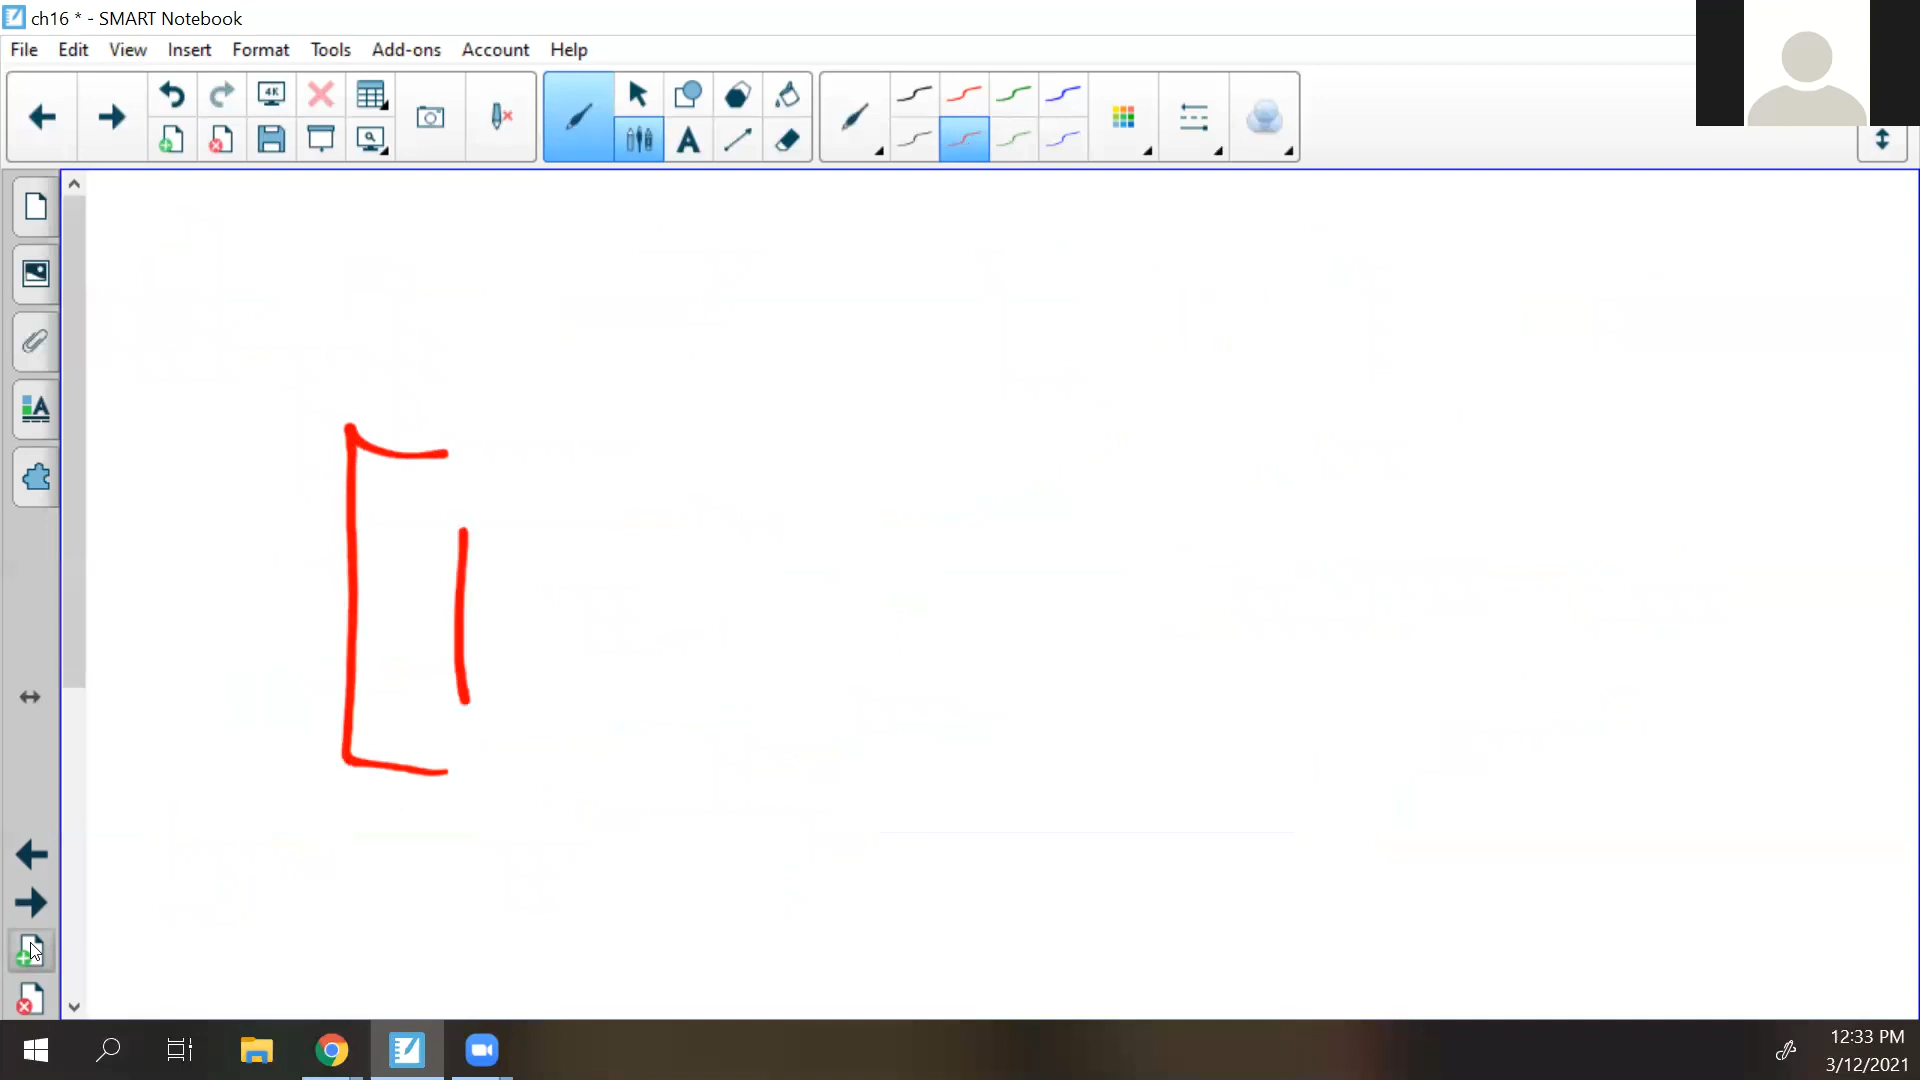 ch16 * - SMART Notebook
File Edit View Insert Format Tools Add-ons Account Help
4K
A
A
12:33 PM
3/12/2021